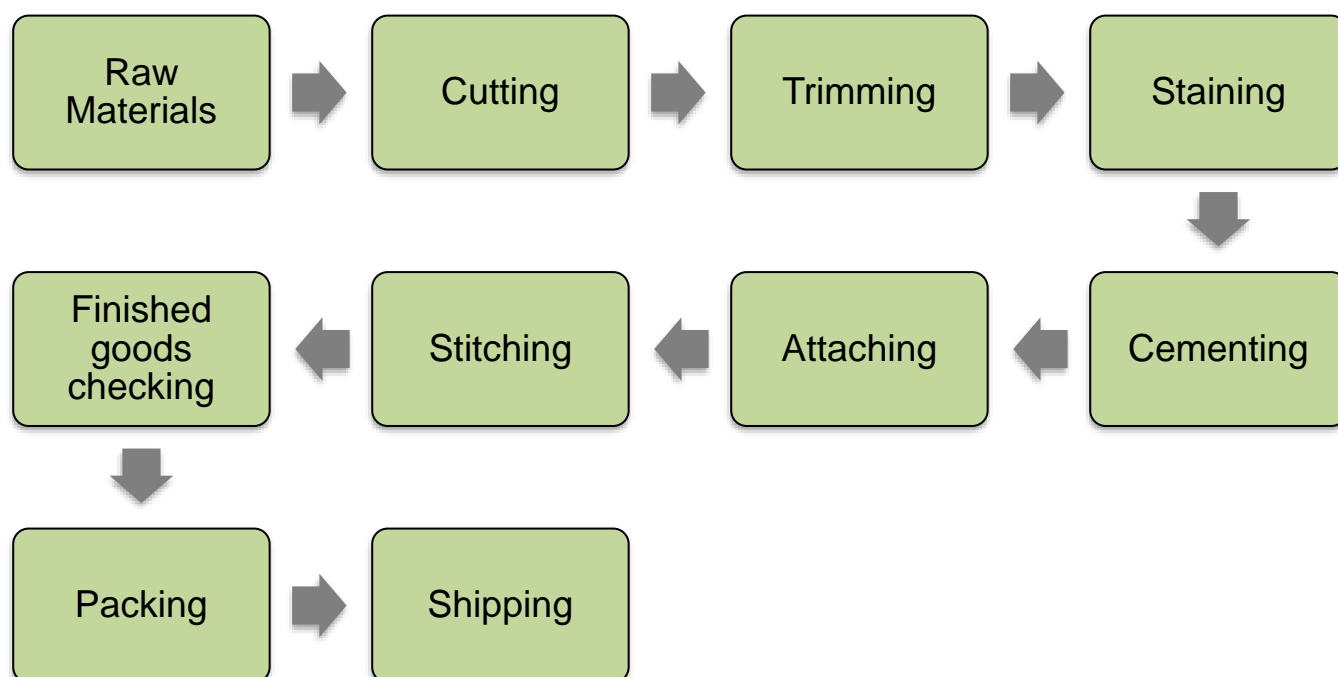 Raw
Materials
Cutting
Trimming
Staining
Cementing
Attaching
Stitching
Finished
goods
checking
Packing
Shipping